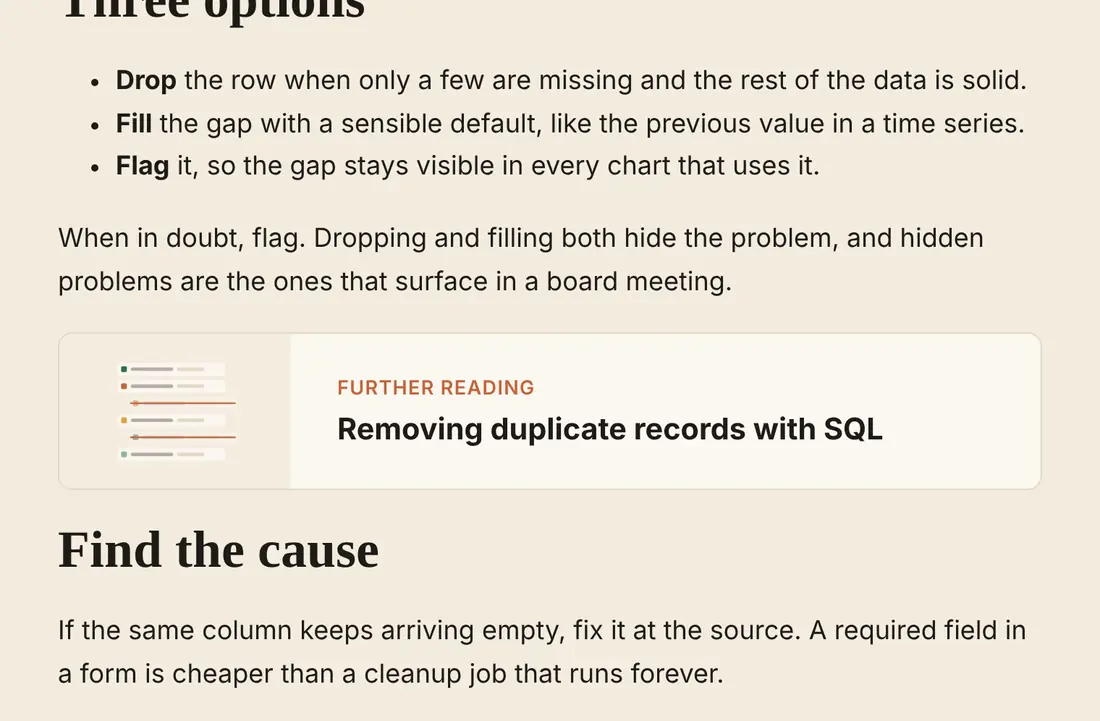 Three options
• Drop the row when only a few are missing and the rest of the data is solid.
• Fill the gap with a sensible default, like the previous value in a time series.
• Flag it, so the gap stays visible in every chart that uses it.
When in doubt, flag. Dropping and filling both hide the problem, and hidden
problems are the ones that surface in a board meeting.
FURTHER READING
Removing duplicate records with SQL
Find the cause
If the same column keeps arriving empty, fix it at the source. A required field in
a form is cheaper than a cleanup job that runs forever.